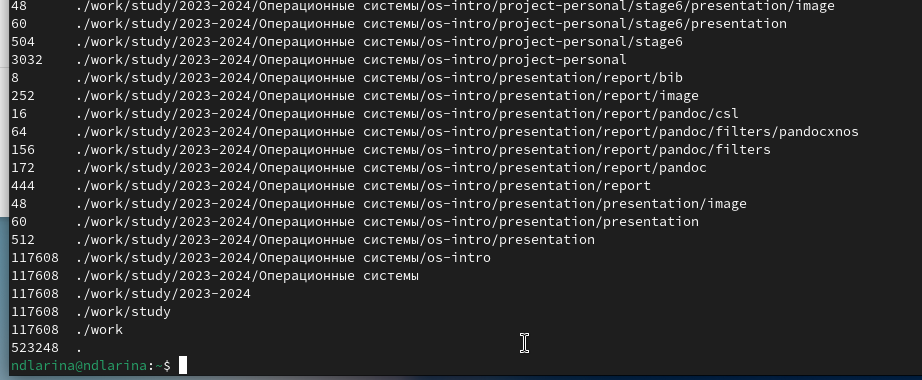 48      ./work/study/2023-2024/Операционные системы/os-intro/project-personal/stage6/presentation/image
60      ./work/study/2023-2024/Операционные системы/os-intro/project-personal/stage6/presentation
504     ./work/study/2023-2024/Операционные системы/os-intro/project-personal/stage6
3032    ./work/study/2023-2024/Операционные системы/os-intro/project-personal
8       ./work/study/2023-2024/Операционные системы/os-intro/presentation/report/bib
252     ./work/study/2023-2024/Операционные системы/os-intro/presentation/report/image
16      ./work/study/2023-2024/Операционные системы/os-intro/presentation/report/pandoc/csl
64      ./work/study/2023-2024/Операционные системы/os-intro/presentation/report/pandoc/filters/pandocxnos
156     ./work/study/2023-2024/Операционные системы/os-intro/presentation/report/pandoc/filters
172     ./work/study/2023-2024/Операционные системы/os-intro/presentation/report/pandoc
444     ./work/study/2023-2024/Операционные системы/os-intro/presentation/report
48      ./work/study/2023-2024/Операционные системы/os-intro/presentation/presentation/image
60      ./work/study/2023-2024/Операционные системы/os-intro/presentation/presentation
512     ./work/study/2023-2024/Операционные системы/os-intro/presentation
117608  ./work/study/2023-2024/Операционные системы/os-intro
117608  ./work/study/2023-2024/Операционные системы
117608  ./work/study/2023-2024
117608  ./work/study
117608  ./work
523248  .
ndlarina@ndlarina:~$